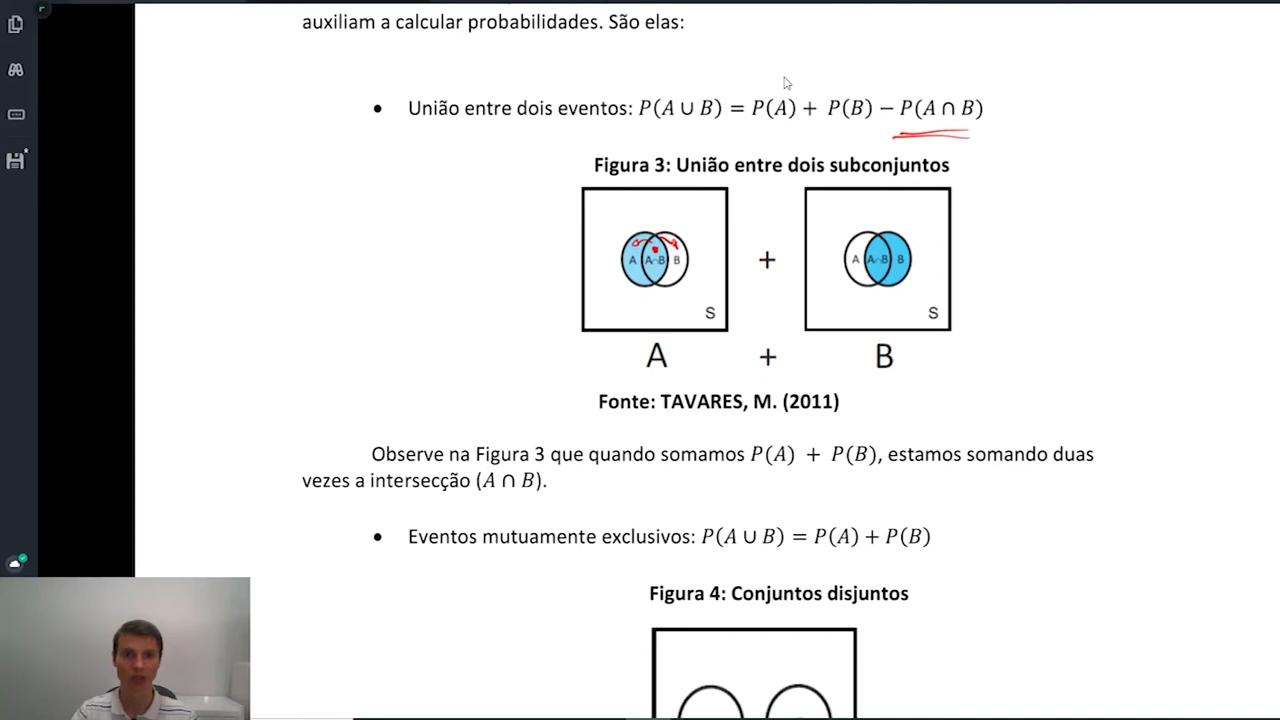 auxiliam a calcular probabilidades. São elas:
• União entre dois eventos: P(A ∪ B) = P(A) + P(B) − P(A ∩ B)
Figura 3: União entre dois subconjuntos
A A∩B B
S
+
A A∩B B
S
A + B
Fonte: TAVARES, M. (2011)
Observe na Figura 3 que quando somamos P(A) + P(B), estamos somando duas
vezes a intersecção (A ∩ B).
• Eventos mutuamente exclusivos: P(A ∪ B) = P(A) + P(B)
Figura 4: Conjuntos disjuntos